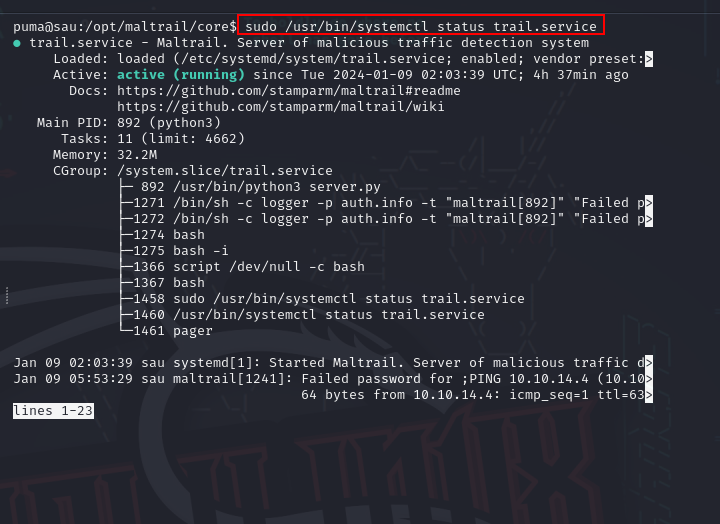 puma@sau:/opt/maltrail/core$ sudo /usr/bin/systemctl status trail.service
● trail.service - Maltrail. Server of malicious traffic detection system
     Loaded: loaded (/etc/systemd/system/trail.service; enabled; vendor preset:>
     Active: active (running) since Tue 2024-01-09 02:03:39 UTC; 4h 37min ago
       Docs: https://github.com/stamparm/maltrail#readme
             https://github.com/stamparm/maltrail/wiki
   Main PID: 892 (python3)
      Tasks: 11 (limit: 4662)
     Memory: 32.2M
     CGroup: /system.slice/trail.service
             ├─ 892 /usr/bin/python3 server.py
             ├─1271 /bin/sh -c logger -p auth.info -t "maltrail[892]" "Failed p>
             ├─1272 /bin/sh -c logger -p auth.info -t "maltrail[892]" "Failed p>
             ├─1274 bash
             ├─1275 bash -i
             ├─1366 script /dev/null -c bash
             ├─1367 bash
             ├─1458 sudo /usr/bin/systemctl status trail.service
             ├─1460 /usr/bin/systemctl status trail.service
             └─1461 pager
Jan 09 02:03:39 sau systemd[1]: Started Maltrail. Server of malicious traffic d>
Jan 09 05:53:29 sau maltrail[1241]: Failed password for ;PING 10.10.14.4 (10.10>
                                    64 bytes from 10.10.14.4: icmp_seq=1 ttl=63>
lines 1-23